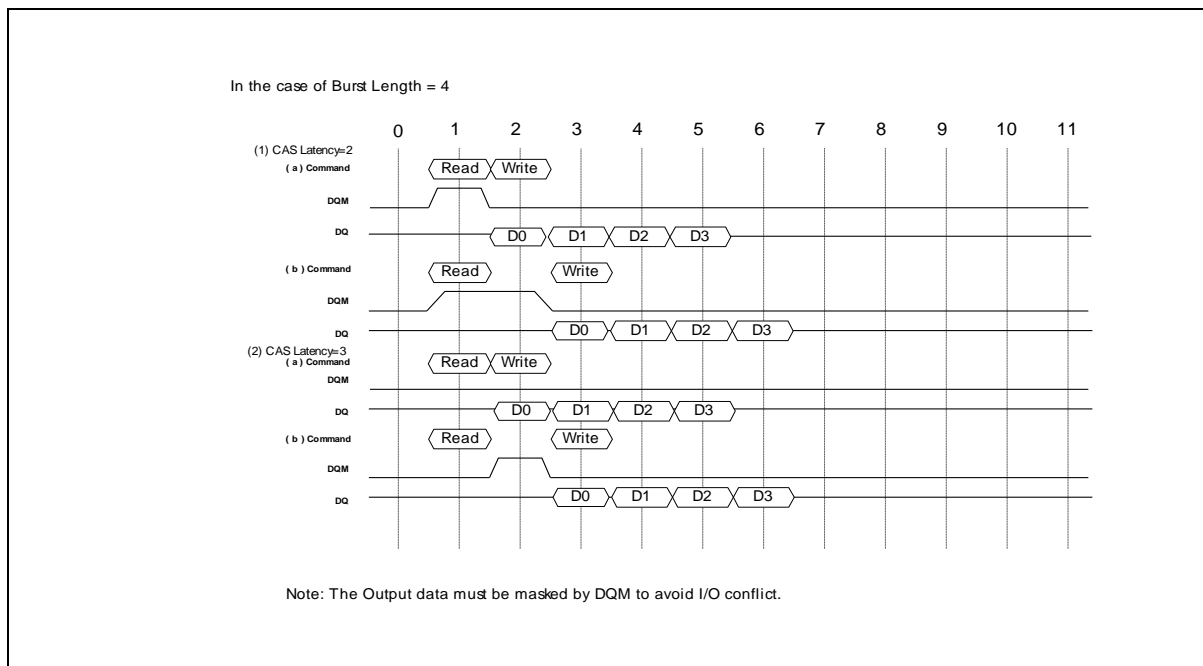 In the case of Burst Length = 4
0 1 2 3 4 5 6 7 8 9 10 11
(1) CAS Latency=2
( a ) Command Read Write
DQM
DQ D0 D1 D2 D3
( b ) Command Read Write
DQM
DQ D0 D1 D2 D3
(2) CAS Latency=3
( a ) Command Read Write
DQM
DQ D0 D1 D2 D3
( b ) Command Read Write
DQM
DQ D0 D1 D2 D3
Note: The Output data must be masked by DQM to avoid I/O conflict.